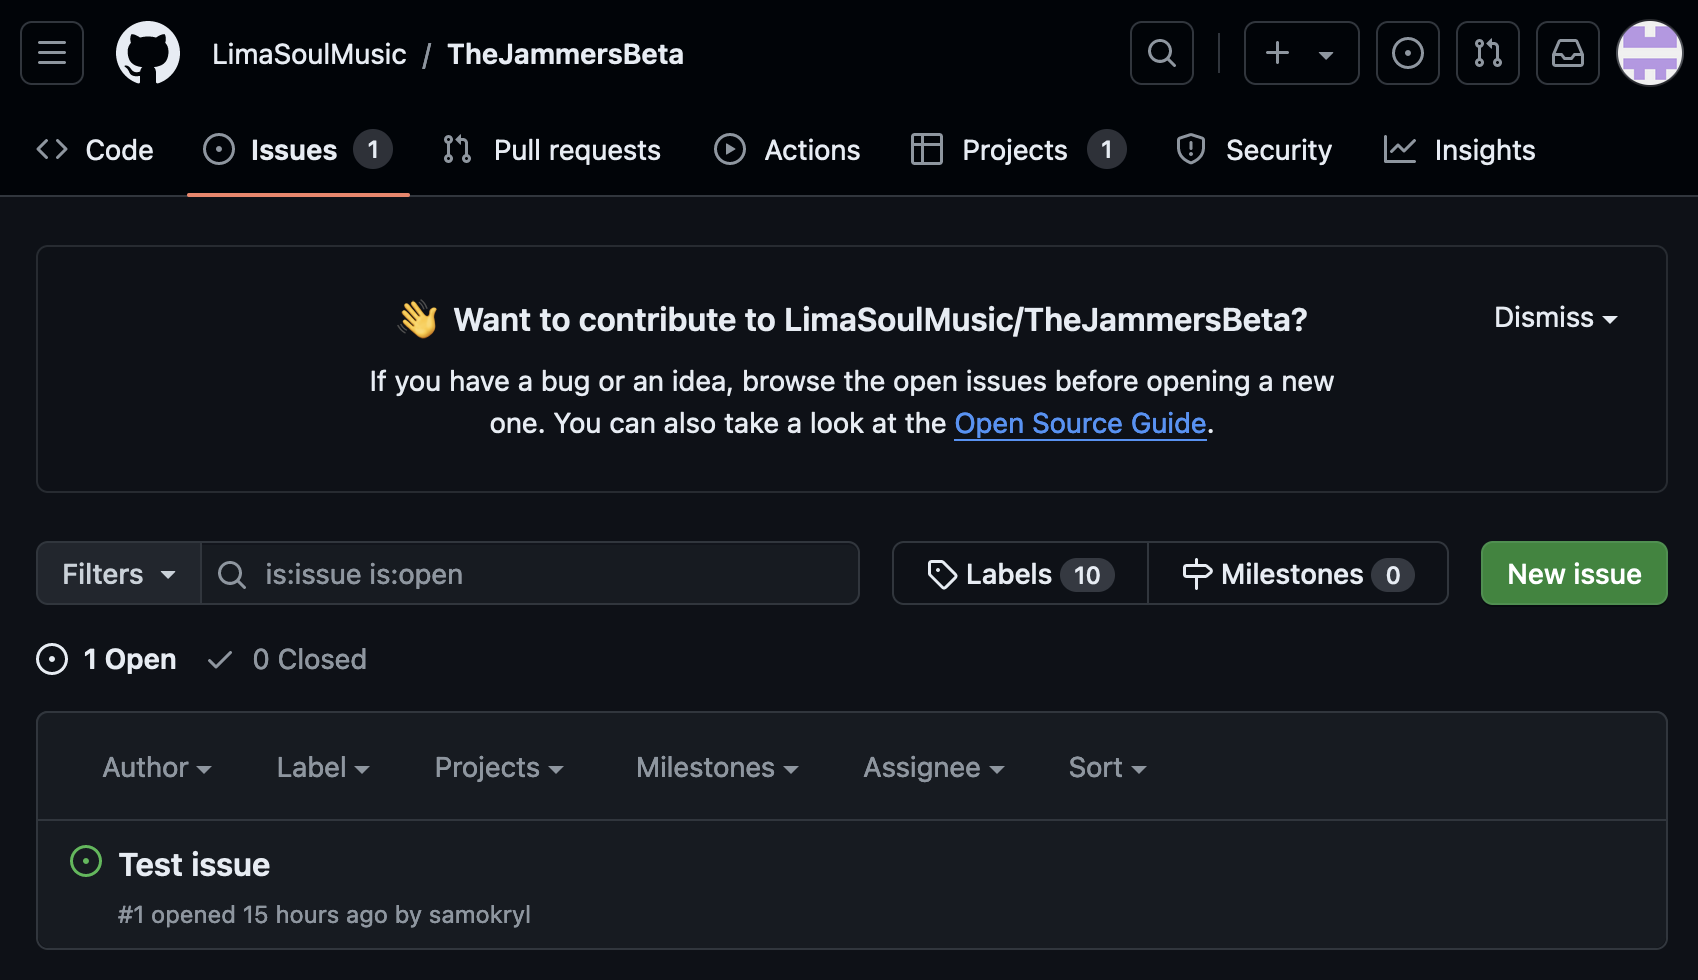 LimaSoulMusic / TheJammersBeta
Code Issues 1 Pull requests Actions Projects 1 Security Insights
👋 Want to contribute to LimaSoulMusic/TheJammersBeta?
Dismiss
If you have a bug or an idea, browse the open issues before opening a new
one. You can also take a look at the Open Source Guide.
Filters is:issue is:open Labels 10 Milestones 0 New issue
1 Open 0 Closed
Author Label Projects Milestones Assignee Sort
Test issue
#1 opened 15 hours ago by samokryl